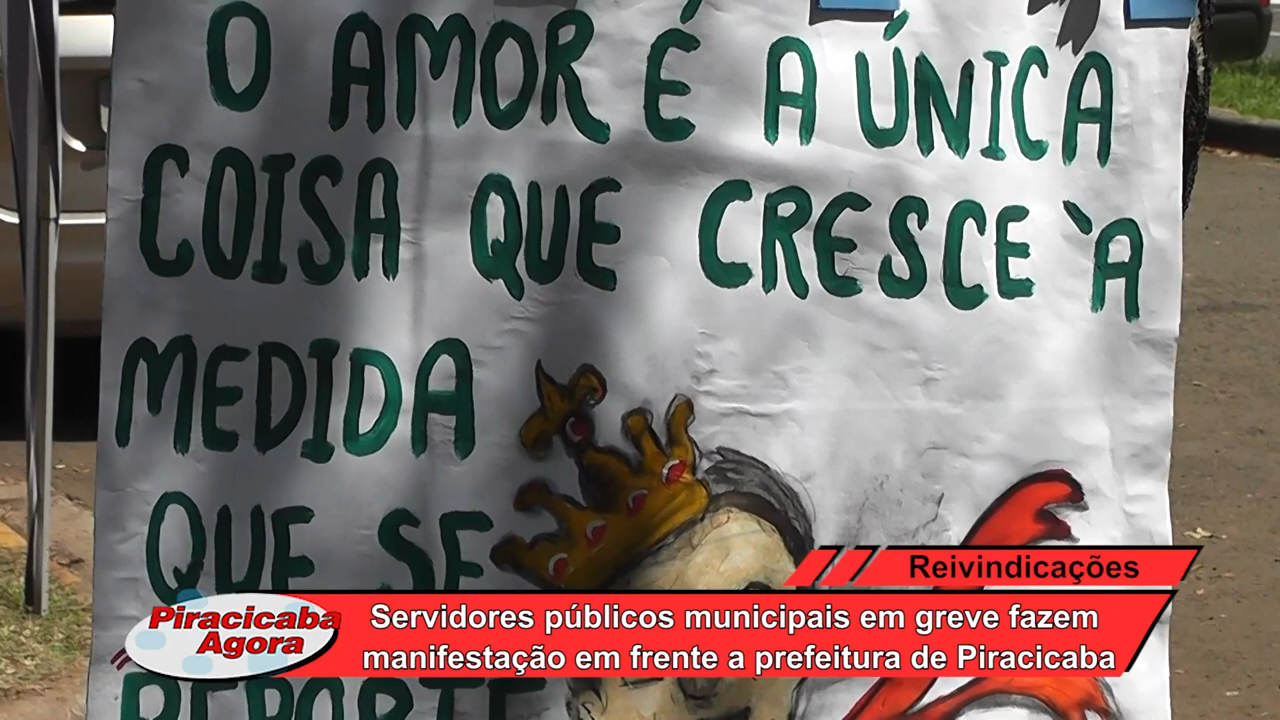 O AMOR É A ÚNICA
COISA QUE CRESCE À
MEDIDA
QUE SE
REPARTE
Reivindicações
Piracicaba
Agora
Servidores públicos municipais em greve fazem
manifestação em frente a prefeitura de Piracicaba